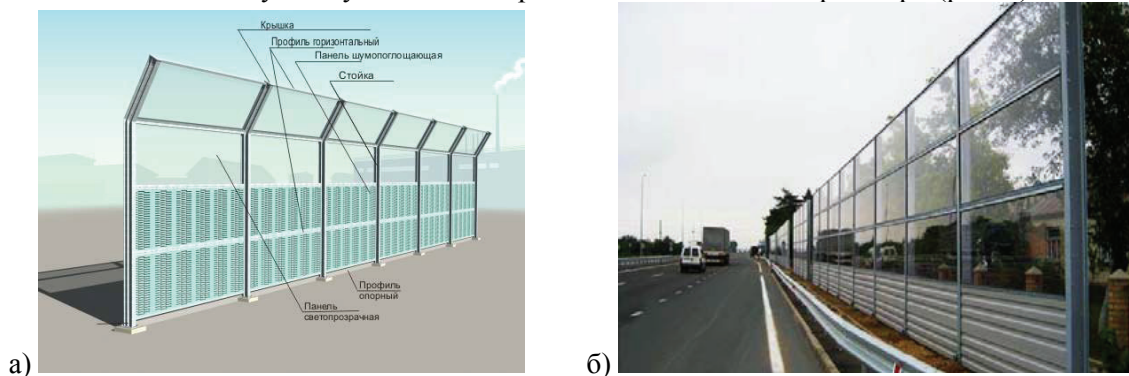 Крышка
Профиль горизонтальный
Панель шумопоглощающая
Стойка
Профиль
опорный
Панель
светопрозрачная
а)
б)